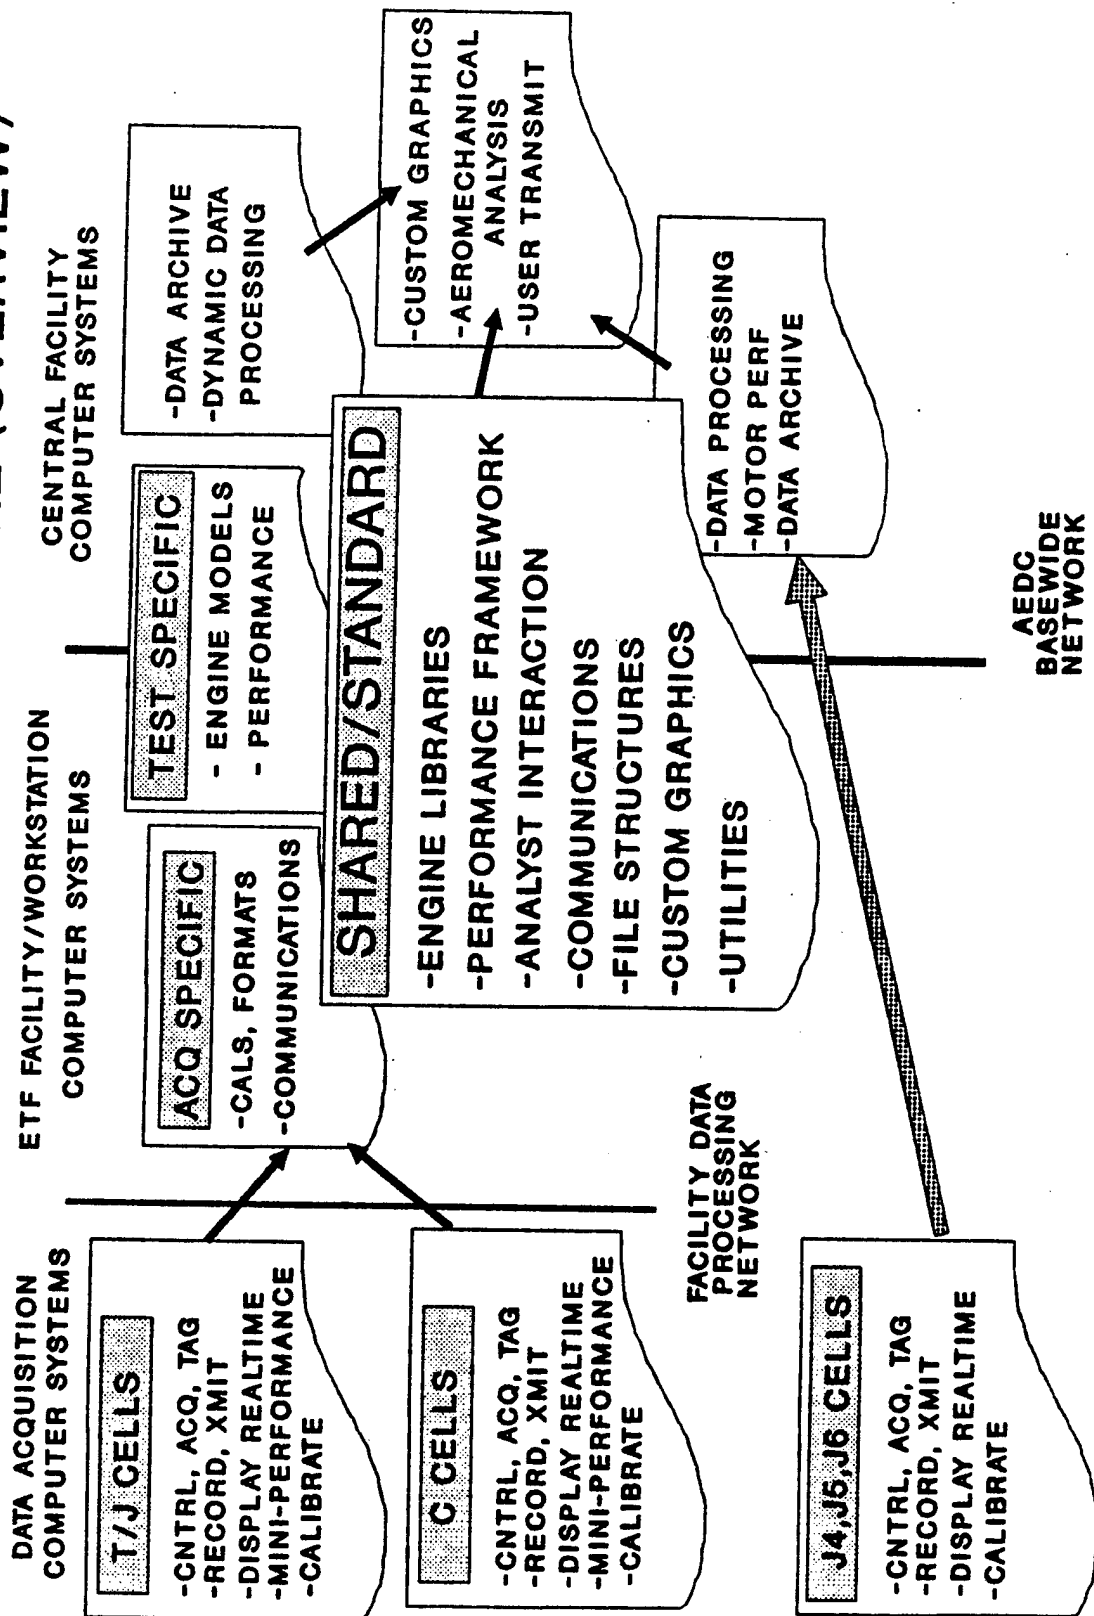 (OVERVIEW)
DATA ACQUISITION
COMPUTER SYSTEMS
ETF FACILITY/WORKSTATION
COMPUTER SYSTEMS
CENTRAL FACILITY
COMPUTER SYSTEMS
T/J CELLS
-CNTRL, ACQ, TAG
-RECORD, XMIT
-DISPLAY REALTIME
-MINI-PERFORMANCE
-CALIBRATE
C CELLS
-CNTRL, ACQ, TAG
-RECORD, XMIT
-DISPLAY REALTIME
-MINI-PERFORMANCE
-CALIBRATE
J4,J5,J6 CELLS
-CNTRL, ACQ, TAG
-RECORD, XMIT
-DISPLAY REALTIME
-CALIBRATE
FACILITY DATA
PROCESSING
NETWORK
ACQ SPECIFIC
-CALS, FORMATS
-COMMUNICATIONS
TEST SPECIFIC
- ENGINE MODELS
- PERFORMANCE
SHARED/STANDARD
-ENGINE LIBRARIES
-PERFORMANCE FRAMEWORK
-ANALYST INTERACTION
-COMMUNICATIONS
-FILE STRUCTURES
-CUSTOM GRAPHICS
-UTILITIES
-DATA ARCHIVE
-DYNAMIC DATA
PROCESSING
-CUSTOM GRAPHICS
-AEROMECHANICAL
ANALYSIS
-USER TRANSMIT
-DATA PROCESSING
-MOTOR PERF
-DATA ARCHIVE
AEDC
BASEWIDE
NETWORK